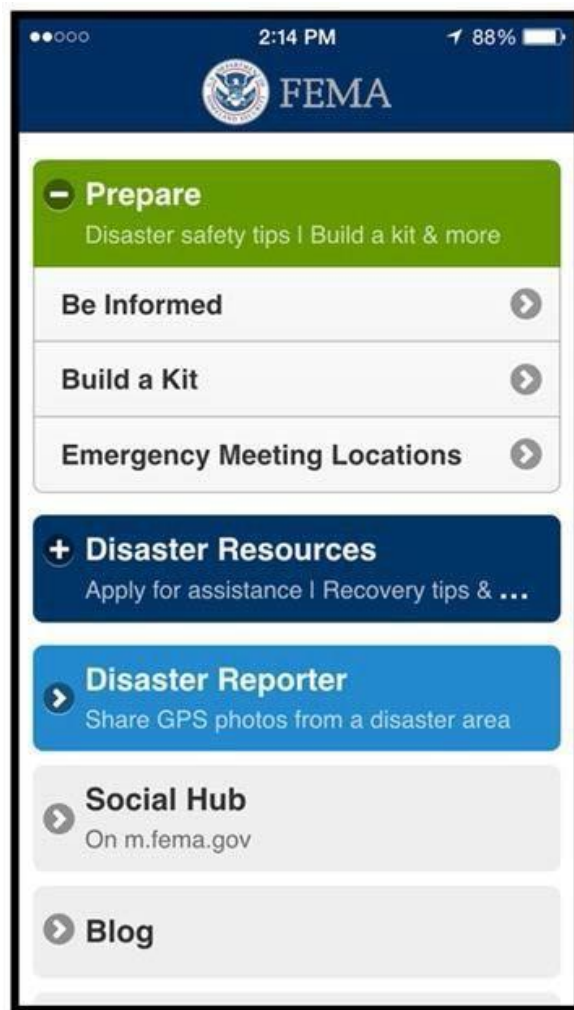 2:14 PM
88%
FEMA
Prepare
Disaster safety tips | Build a kit & more
Be Informed
Build a Kit
Emergency Meeting Locations
Disaster Resources
Apply for assistance | Recovery tips & ...
Disaster Reporter
Share GPS photos from a disaster area
Social Hub
On m.fema.gov
Blog